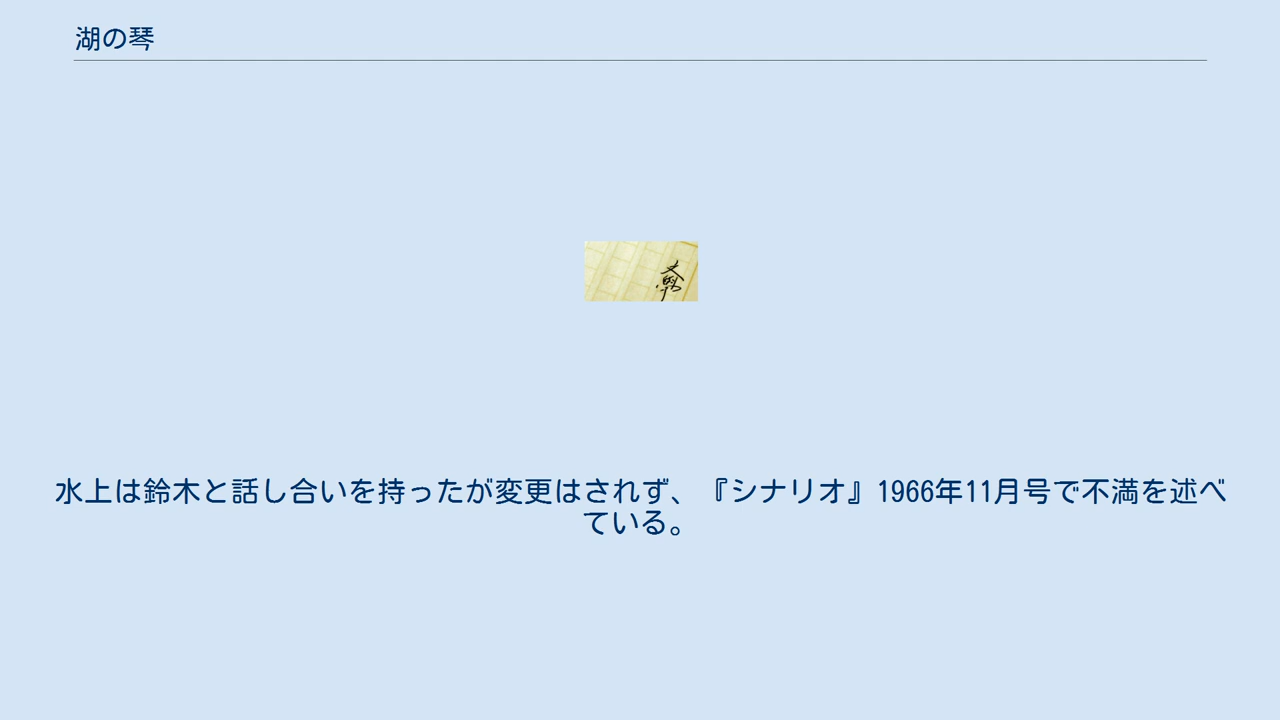 湖の琴
水上は鈴木と話し合いを持ったが変更はされず、『シナリオ』1966年11月号で不満を述べ
ている。